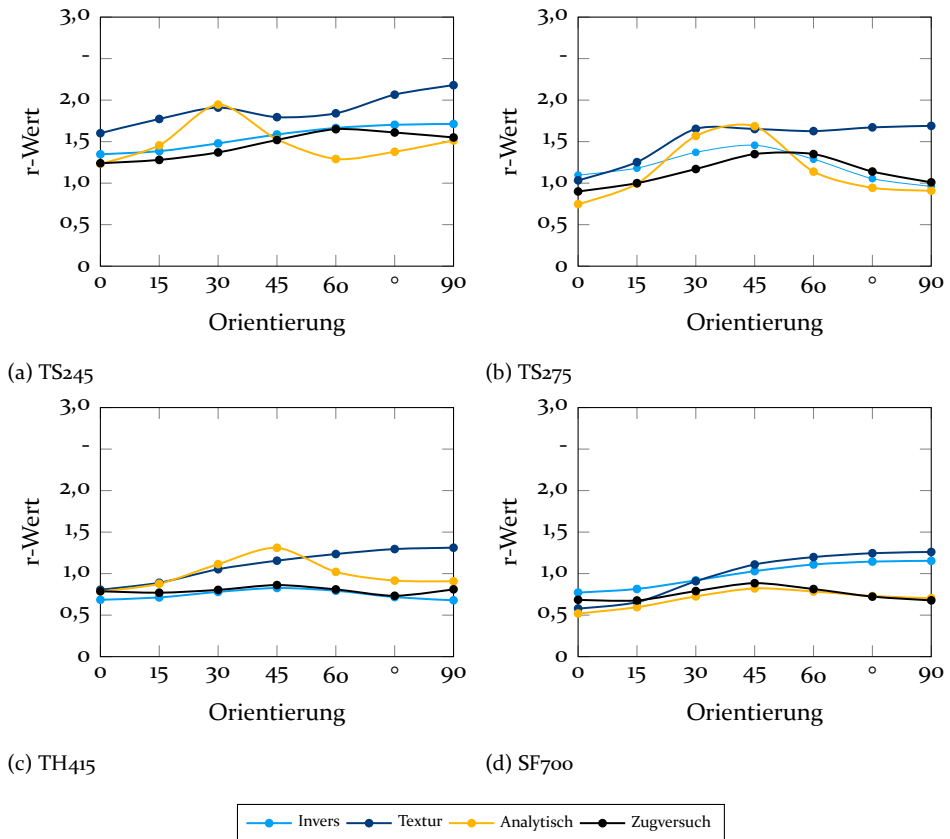 3,0
-
2,0
1,5
1,0
0,5
0
r-Wert
0 15 30 45 60 ° 90
Orientierung
(a) TS245
3,0
-
2,0
1,5
1,0
0,5
0
r-Wert
0 15 30 45 60 ° 90
Orientierung
(b) TS275
3,0
-
2,0
1,5
1,0
0,5
0
r-Wert
0 15 30 45 60 ° 90
Orientierung
(c) TH415
3,0
-
2,0
1,5
1,0
0,5
0
r-Wert
0 15 30 45 60 ° 90
Orientierung
(d) SF700
Invers Textur Analytisch Zugversuch